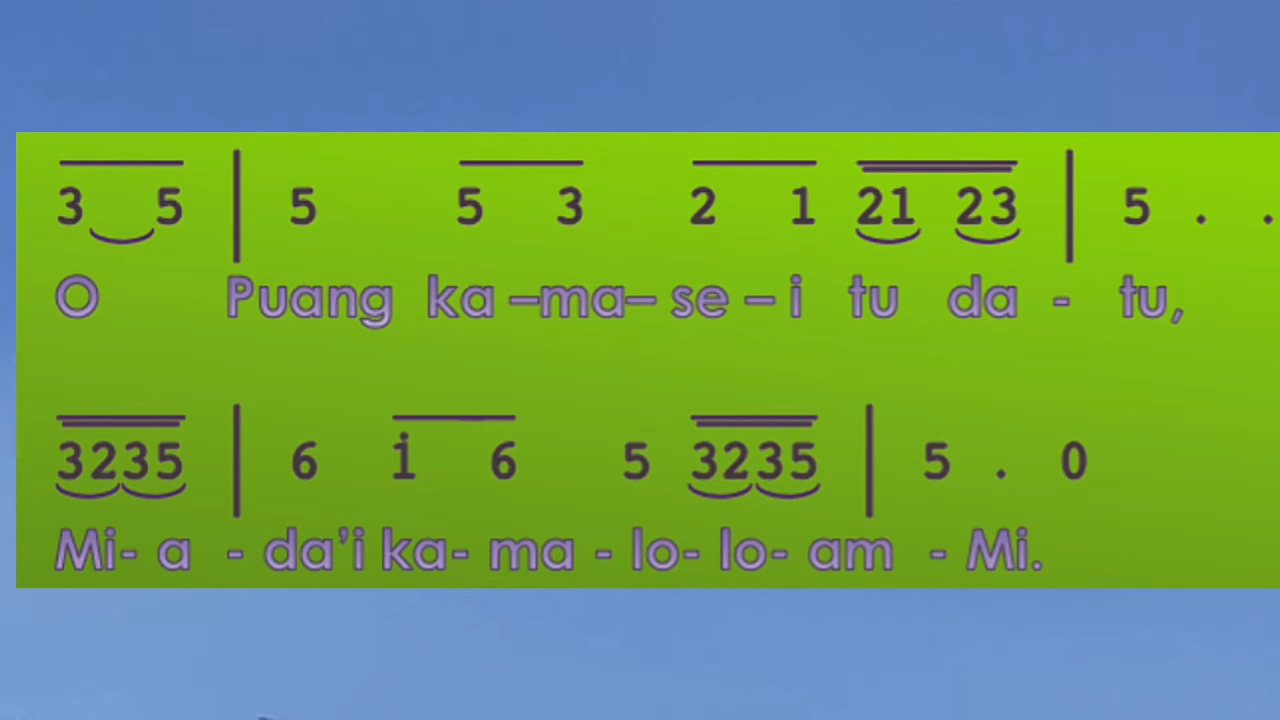 3 5 | 5 5 3 2 1 21 23 | 5 . .
O Puang ka –ma– se – i tu da - tu,
3235 | 6 i̇ 6 5 3235 | 5 . 0
Mi- a - da’i ka- ma - lo- lo- am - Mi.